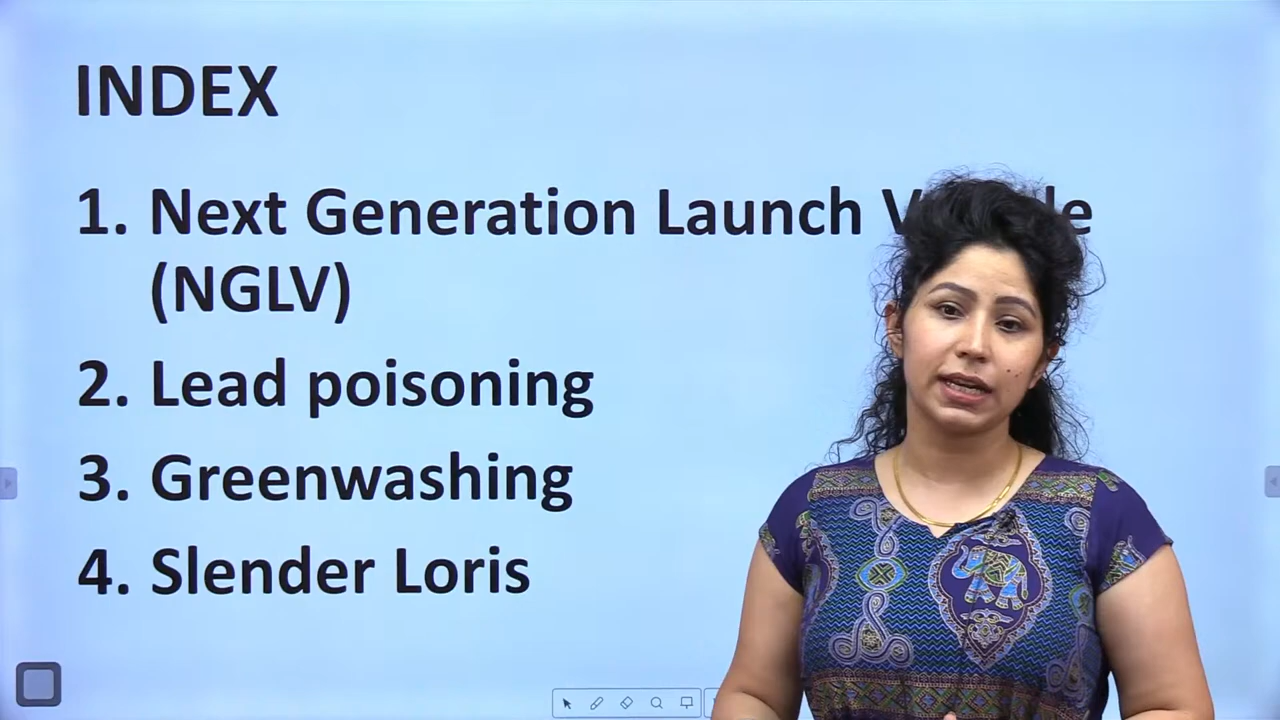 INDEX
1. Next Generation Launch
(NGLV)
2. Lead poisoning
3. Greenwashing
4. Slender Loris